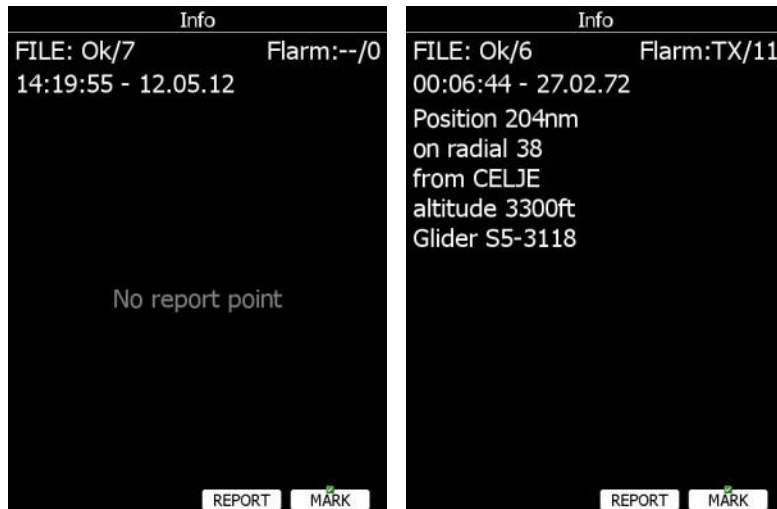 Info
FILE: Ok/7 Flarm:--/0
14:19:55 - 12.05.12
No report point
REPORT MARK
Info
FILE: Ok/6 Flarm:TX/11
00:06:44 - 27.02.72
Position 204nm
on radial 38
from CELJE
altitude 3300ft
Glider S5-3118
REPORT MARK